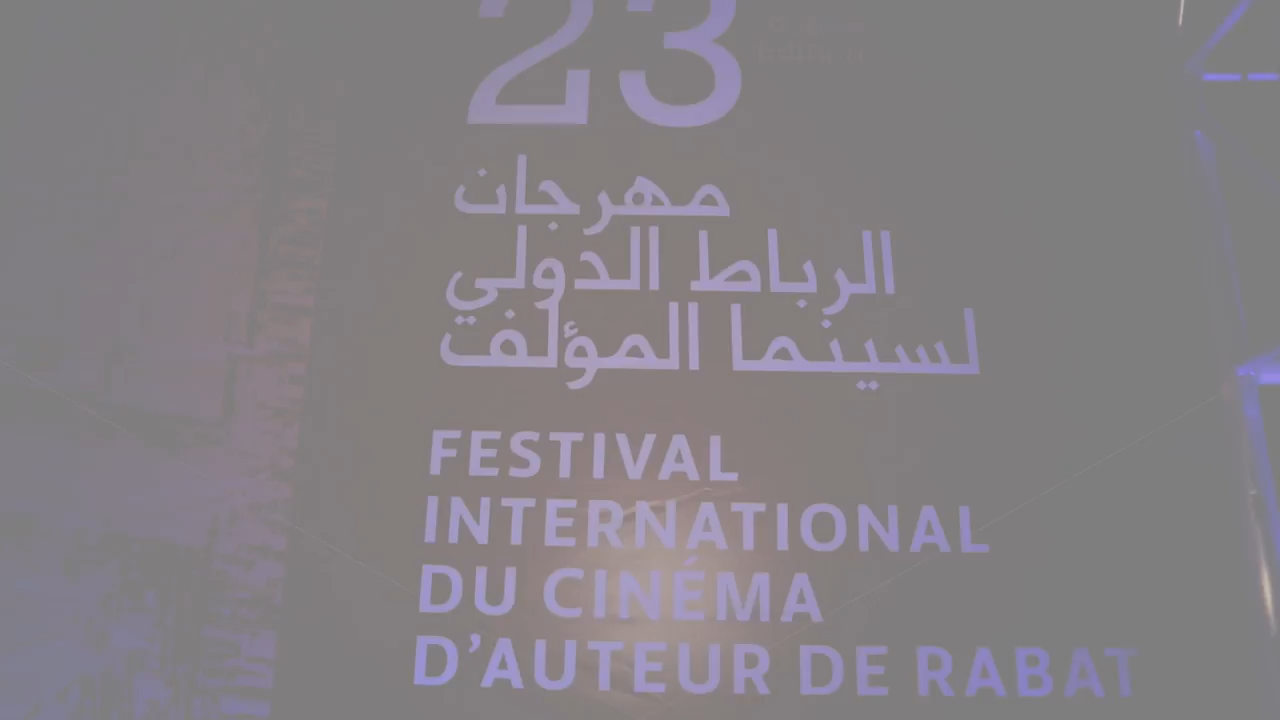 23
مهرجان
الرباط الدولي
لسينما المؤلف
FESTIVAL
INTERNATIONAL
DU CINÉMA
D'AUTEUR DE RABAT